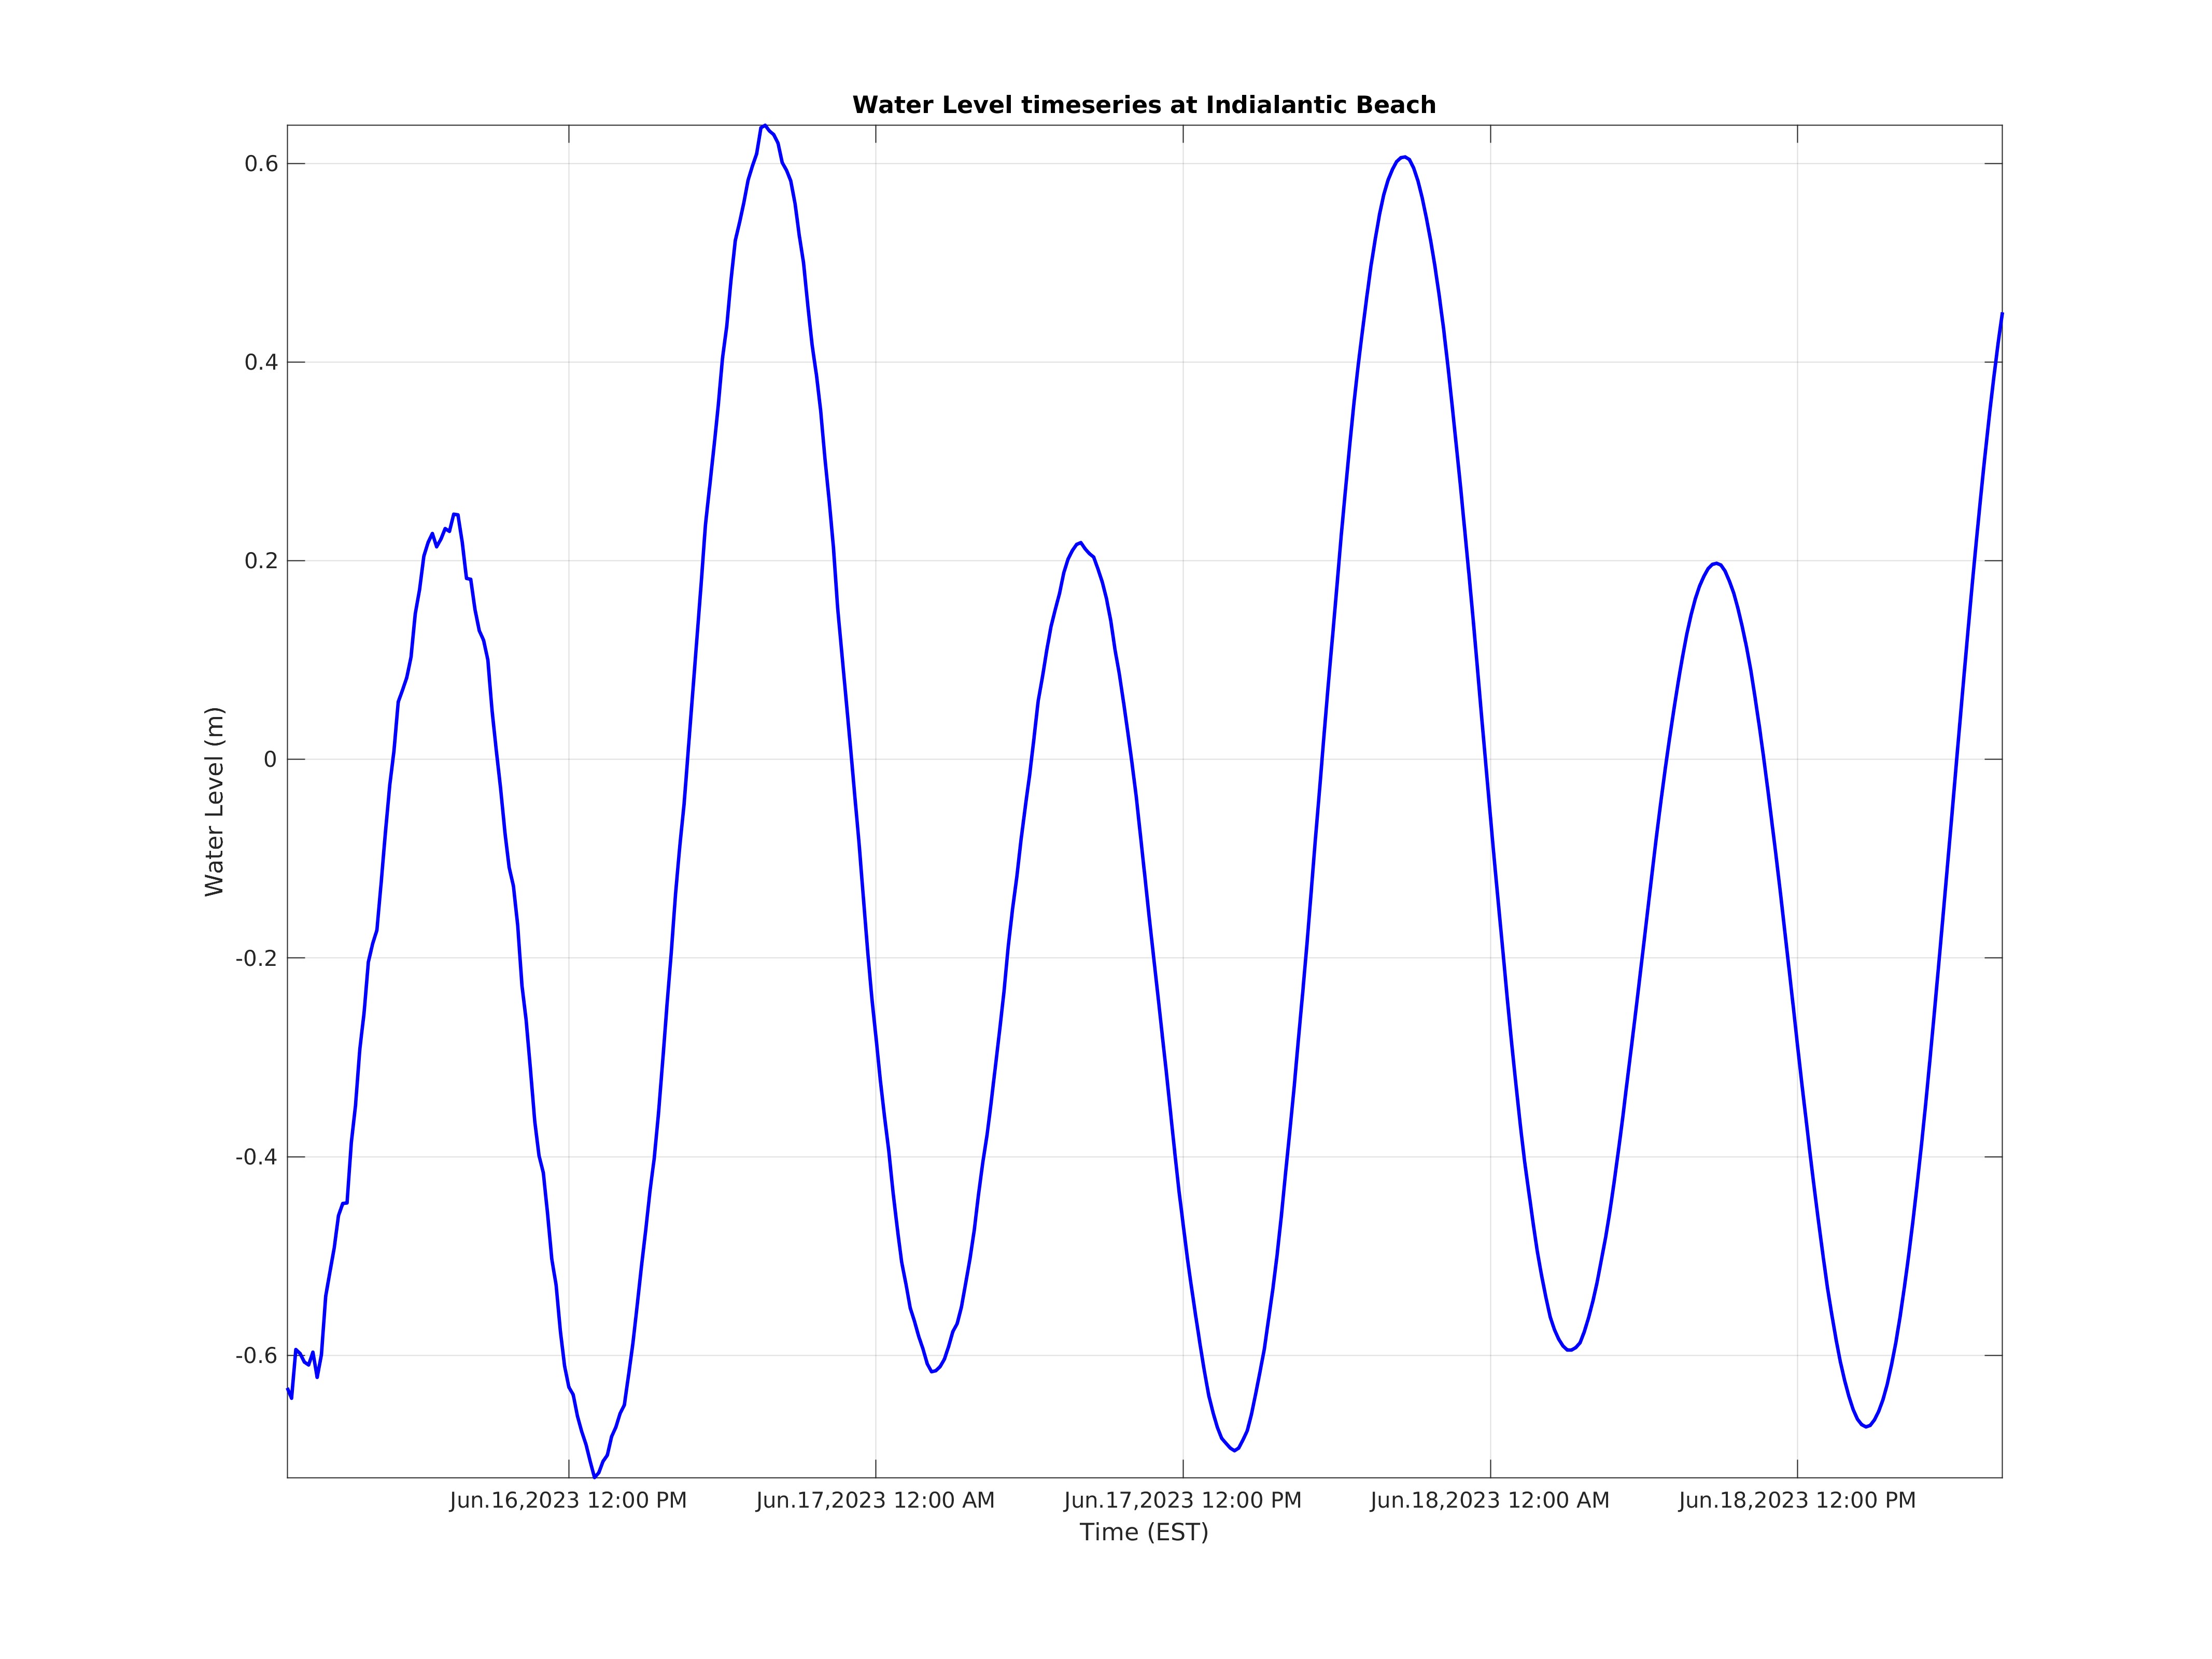 Water Level timeseries at Indialantic Beach
0.6
0.4
0.2
0
-0.2
-0.4
-0.6
Water Level (m)
Jun.16,2023 12:00 PM
Jun.17,2023 12:00 AM
Jun.17,2023 12:00 PM
Jun.18,2023 12:00 AM
Jun.18,2023 12:00 PM
Time (EST)